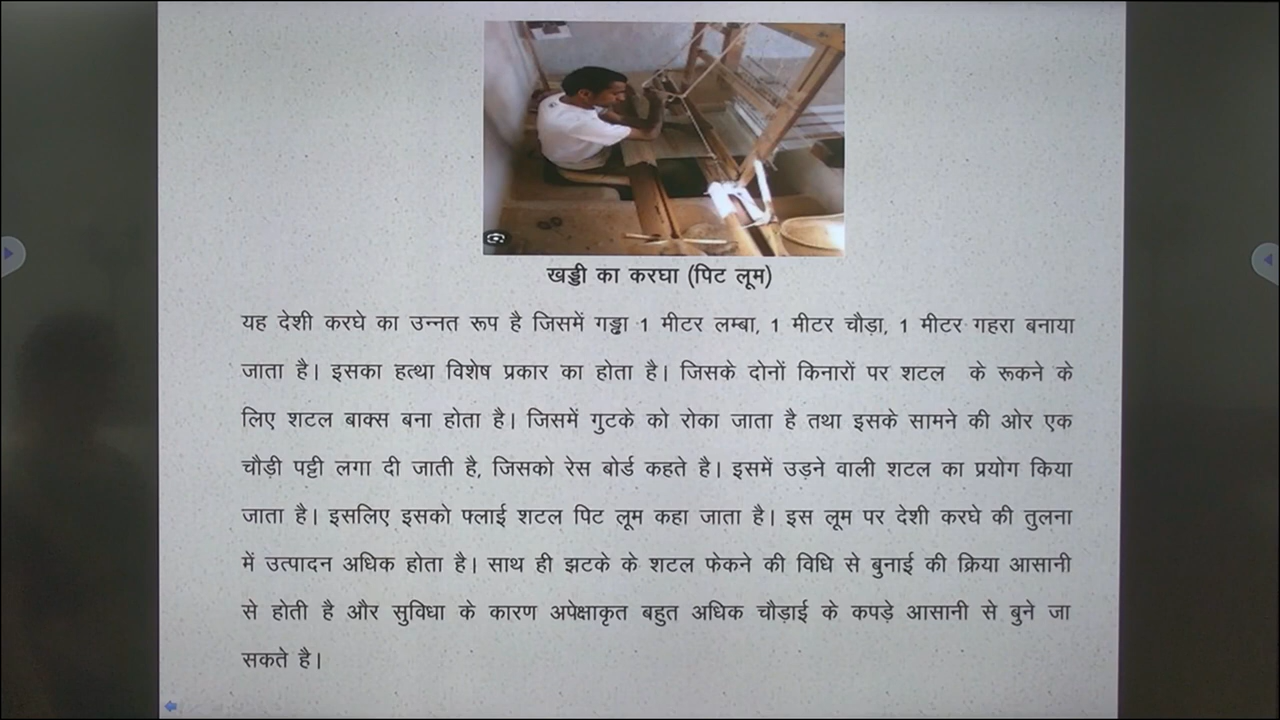 खड्डी का करघा (पिट लूम)
यह देशी करघे का उन्नत रूप है जिसमें गड्ढा 1 मीटर लम्बा, 1 मीटर चौड़ा, 1 मीटर गहरा बनाया
जाता है। इसका हत्था विशेष प्रकार का होता है। जिसके दोनों किनारों पर शटल के रूकने के
लिए शटल बाक्स बना होता है। जिसमें गुटके को रोका जाता है तथा इसके सामने की ओर एक
चौड़ी पट्टी लगा दी जाती है, जिसको रेस बोर्ड कहते है। इसमें उड़ने वाली शटल का प्रयोग किया
जाता है। इसलिए इसको फ्लाई शटल पिट लूम कहा जाता है। इस लूम पर देशी करघे की तुलना
में उत्पादन अधिक होता है। साथ ही झटके के शटल फेकने की विधि से बुनाई की क्रिया आसानी
से होती है और सुविधा के कारण अपेक्षाकृत बहुत अधिक चौड़ाई के कपड़े आसानी से बुने जा
सकते है।